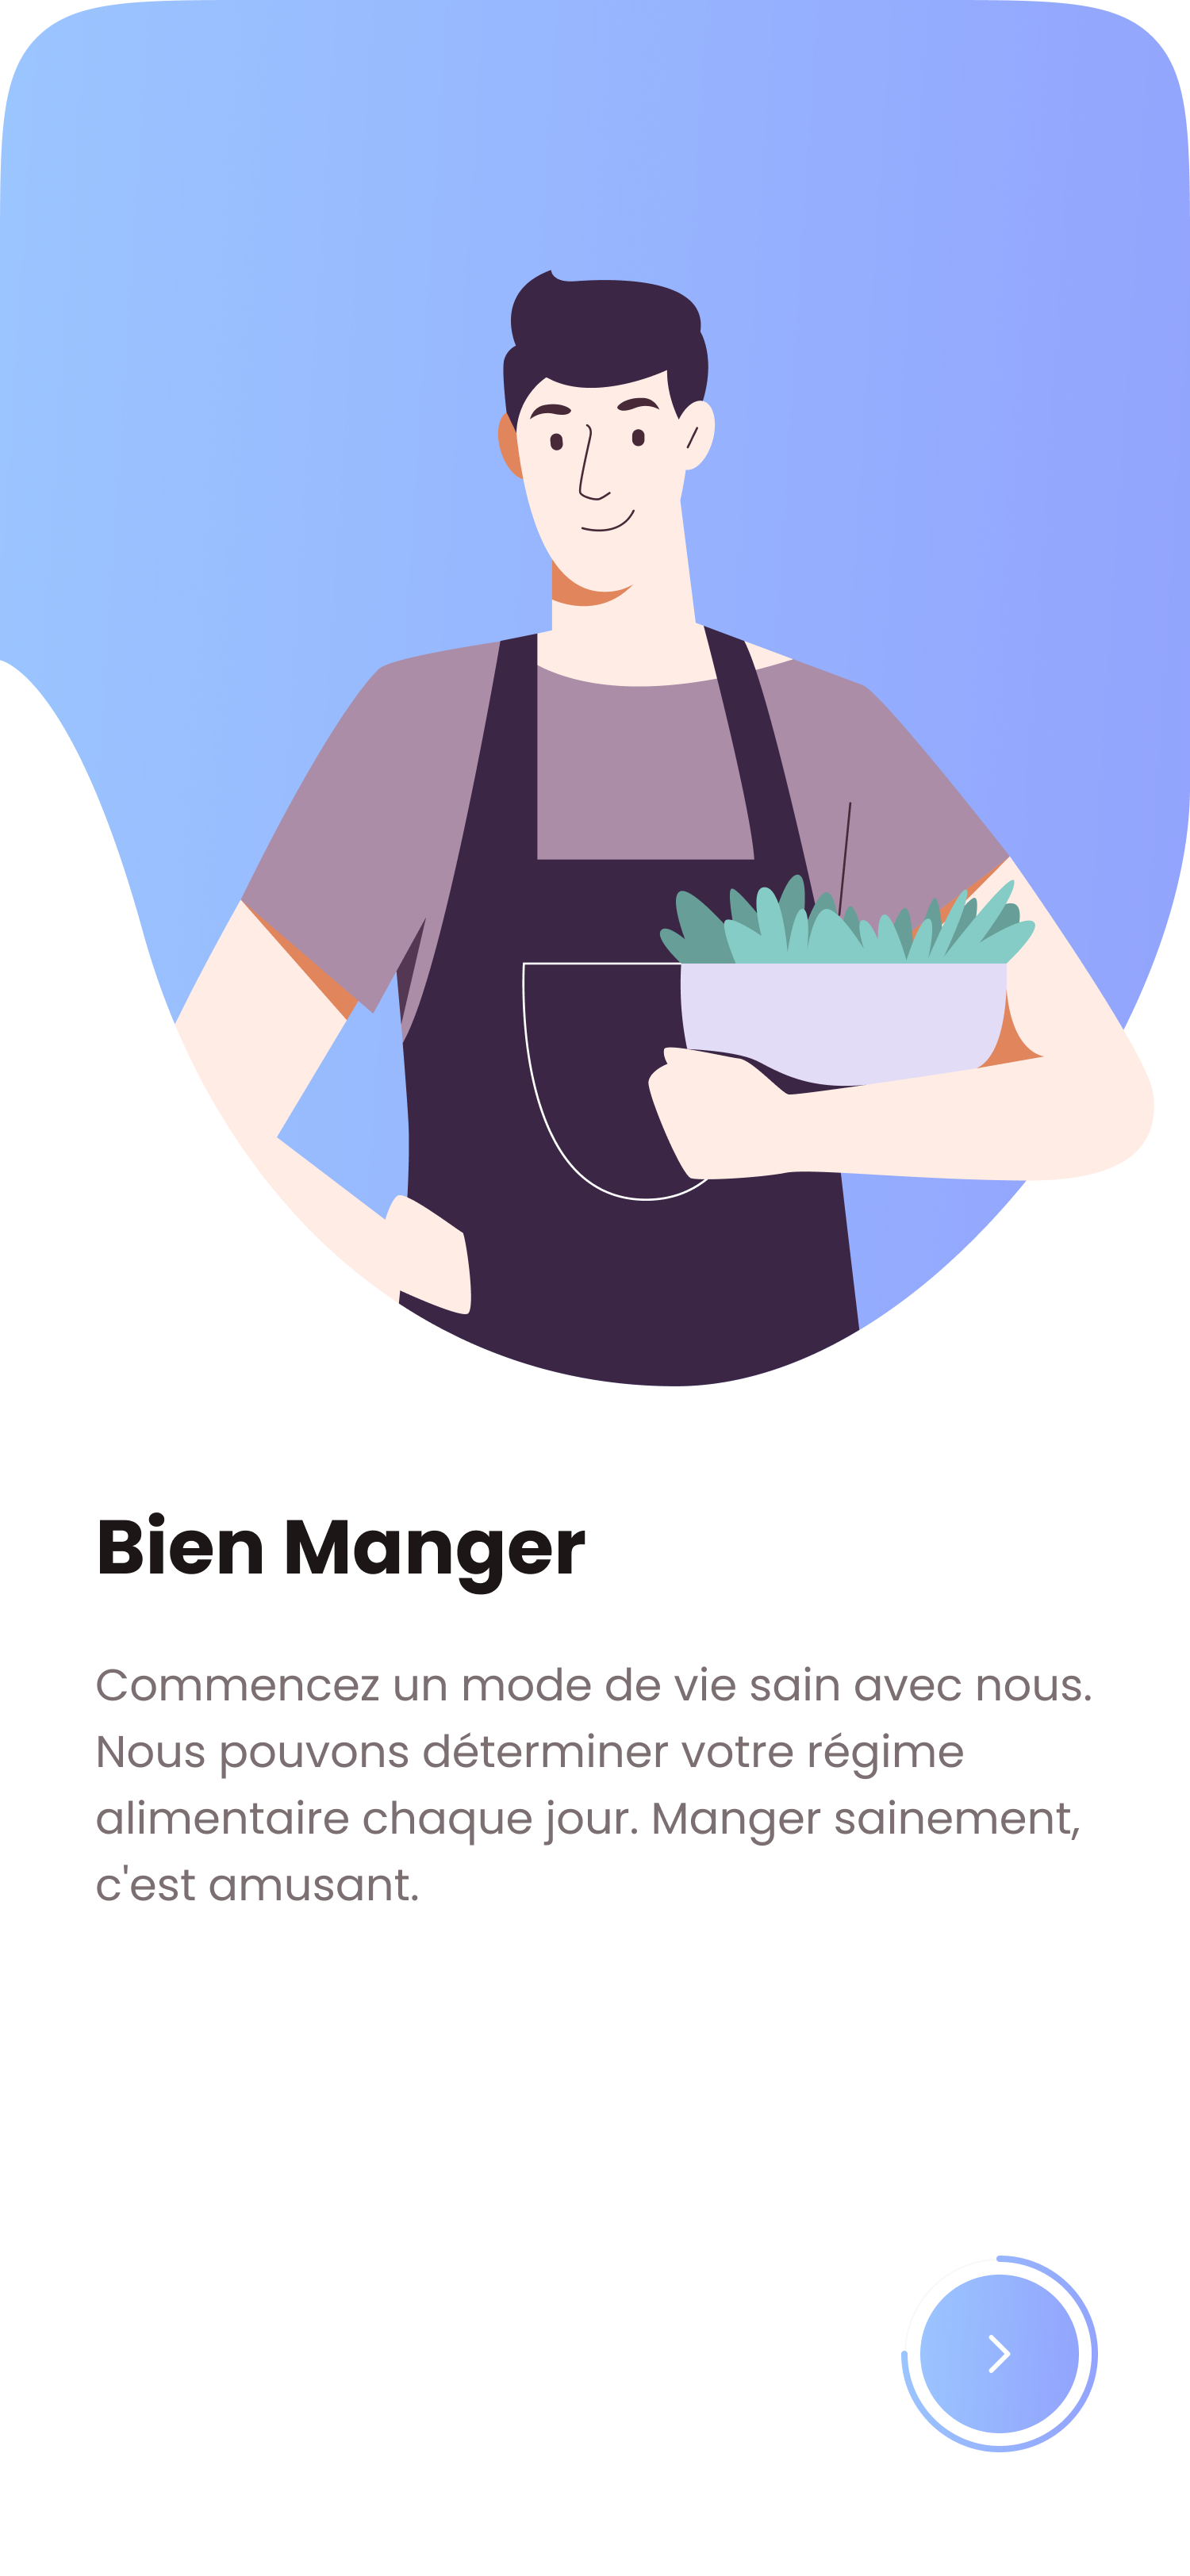 Bien Manger
Commencez un mode de vie sain avec nous.
Nous pouvons déterminer votre régime
alimentaire chaque jour. Manger sainement,
c'est amusant.